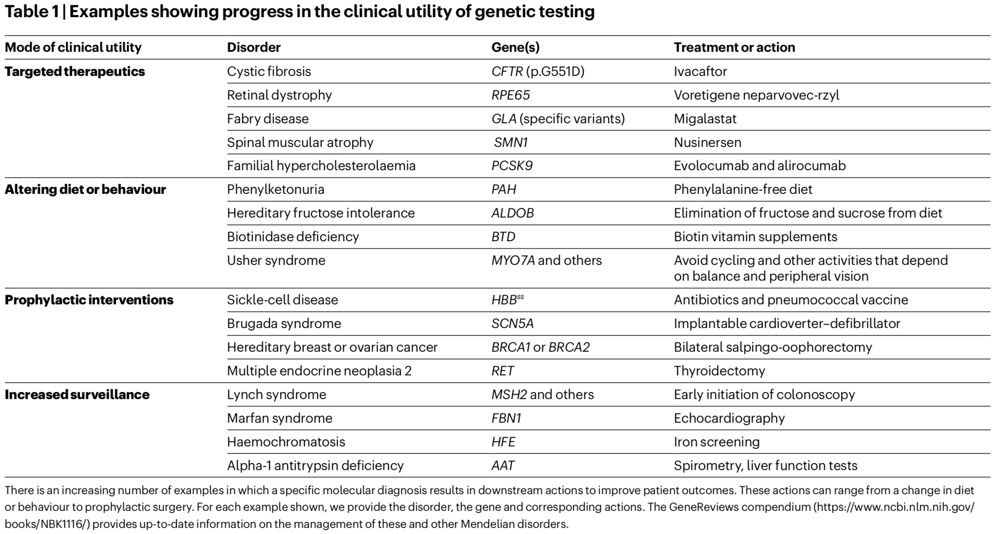 Table 1 | Examples showing progress in the clinical utility of genetic testing
Mode of clinical utility Disorder Gene(s) Treatment or action
Targeted therapeutics Cystic fibrosis CFTR (p.G551D) Ivacaftor
Retinal dystrophy RPE65 Voretigene neparvovec-rzyl
Fabry disease GLA (specific variants) Migalastat
Spinal muscular atrophy SMN1 Nusinersen
Familial hypercholesterolaemia PCSK9 Evolocumab and alirocumab
Altering diet or behaviour Phenylketonuria PAH Phenylalanine-free diet
Hereditary fructose intolerance ALDOB Elimination of fructose and sucrose from diet
Biotinidase deficiency BTD Biotin vitamin supplements
Usher syndrome MYO7A and others Avoid cycling and other activities that depend
on balance and peripheral vision
Prophylactic interventions Sickle-cell disease HBBss Antibiotics and pneumococcal vaccine
Brugada syndrome SCN5A Implantable cardioverter–defibrillator
Hereditary breast or ovarian cancer BRCA1 or BRCA2 Bilateral salpingo-oophorectomy
Multiple endocrine neoplasia 2 RET Thyroidectomy
Increased surveillance Lynch syndrome MSH2 and others Early initiation of colonoscopy
Marfan syndrome FBN1 Echocardiography
Haemochromatosis HFE Iron screening
Alpha-1 antitrypsin deficiency AAT Spirometry, liver function tests
There is an increasing number of examples in which a specific molecular diagnosis results in downstream actions to improve patient outcomes. These actions can range from a change in diet
or behaviour to prophylactic surgery. For each example shown, we provide the disorder, the gene and corresponding actions. The GeneReviews compendium (https://www.ncbi.nlm.nih.gov/
books/NBK1116/) provides up-to-date information on the management of these and other Mendelian disorders.